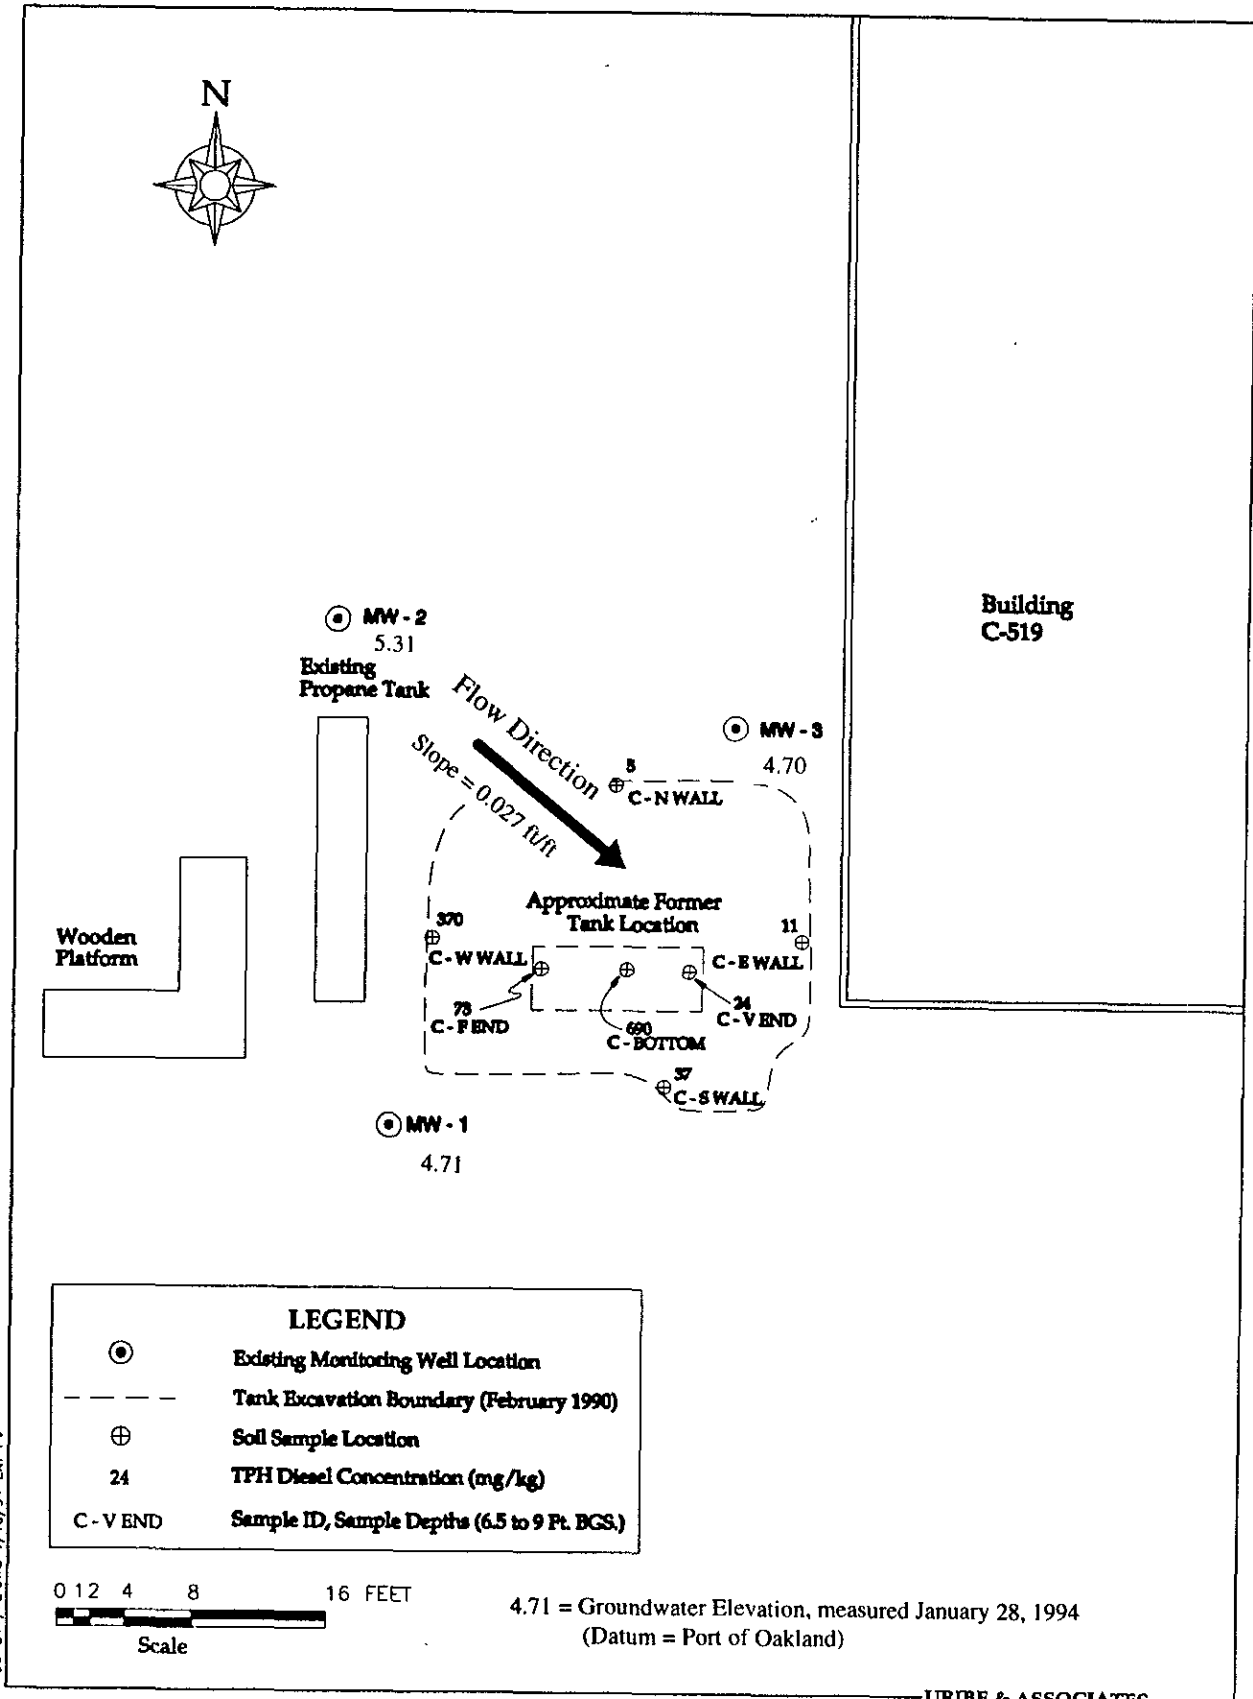 N
Building
C-519
MW - 2
5.31
Existing
Propane Tank
Flow Direction
Slope = 0.027 ft/ft
MW - 3
4.70
5
C - N WALL
Approximate Former
Tank Location
Wooden
Platform
370
C - W WALL
11
C - E WALL
73
C - F END
690
C - BOTTOM
24
C - V END
37
C - S WALL
MW - 1
4.71
LEGEND
Existing Monitoring Well Location
Tank Excavation Boundary (February 1990)
Soil Sample Location
24 TPH Diesel Concentration (mg/kg)
C - V END Sample ID, Sample Depths (6.5 to 9 Ft. BGS.)
0 1 2 4 8 16 FEET
Scale
4.71 = Groundwater Elevation, measured January 28, 1994
(Datum = Port of Oakland)
URIBE & ASSOCIATES